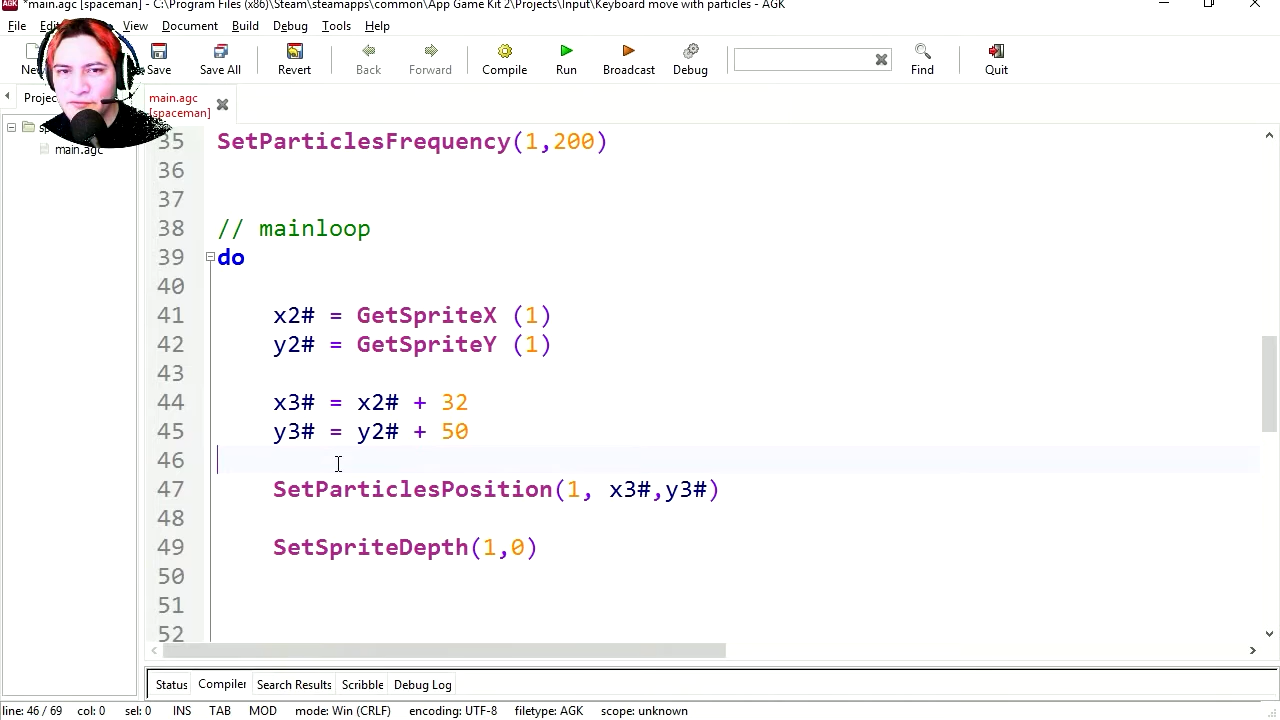 *main.agc [spaceman] - C:\Program Files (x86)\Steam\steamapps\common\App Game Kit 2\Projects\Input\Keyboard move with particles - AGK
File View Document Build Debug Tools Help
Save Save All Revert Back Forward Compile Run Broadcast Debug Find Quit
main.agc
[spaceman]
main.agc
35 SetParticlesFrequency(1,200)
36
37
38 // mainloop
39 do
40
41 x2# = GetSpriteX (1)
42 y2# = GetSpriteY (1)
43
44 x3# = x2# + 32
45 y3# = y2# + 50
46
47 SetParticlesPosition(1, x3#,y3#)
48
49 SetSpriteDepth(1,0)
50
51
52
Status Compiler Search Results Scribble Debug Log
line: 46 / 69 col: 0 sel: 0 INS TAB MOD mode: Win (CRLF) encoding: UTF-8 filetype: AGK scope: unknown